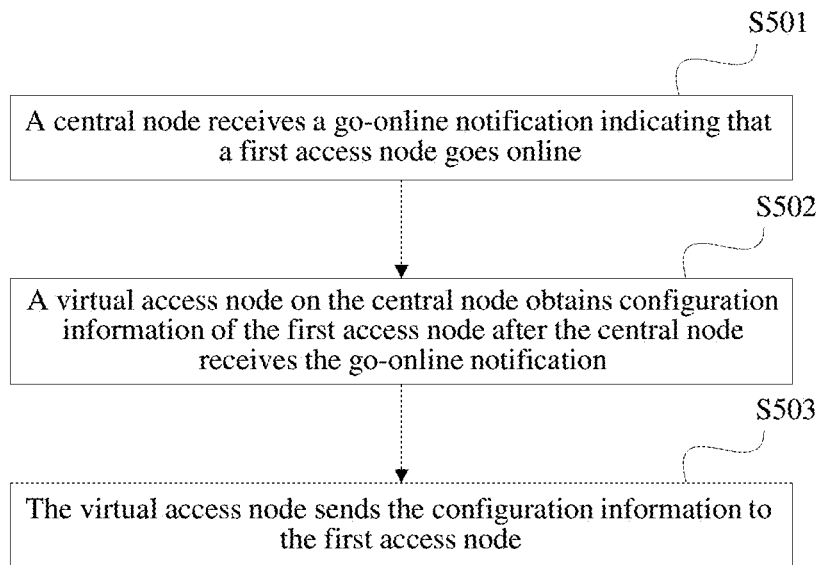 S501
A central node receives a go-online notification indicating that
a first access node goes online
S502
A virtual access node on the central node obtains configuration
information of the first access node after the central node
receives the go-online notification
S503
The virtual access node sends the configuration information to
the first access node